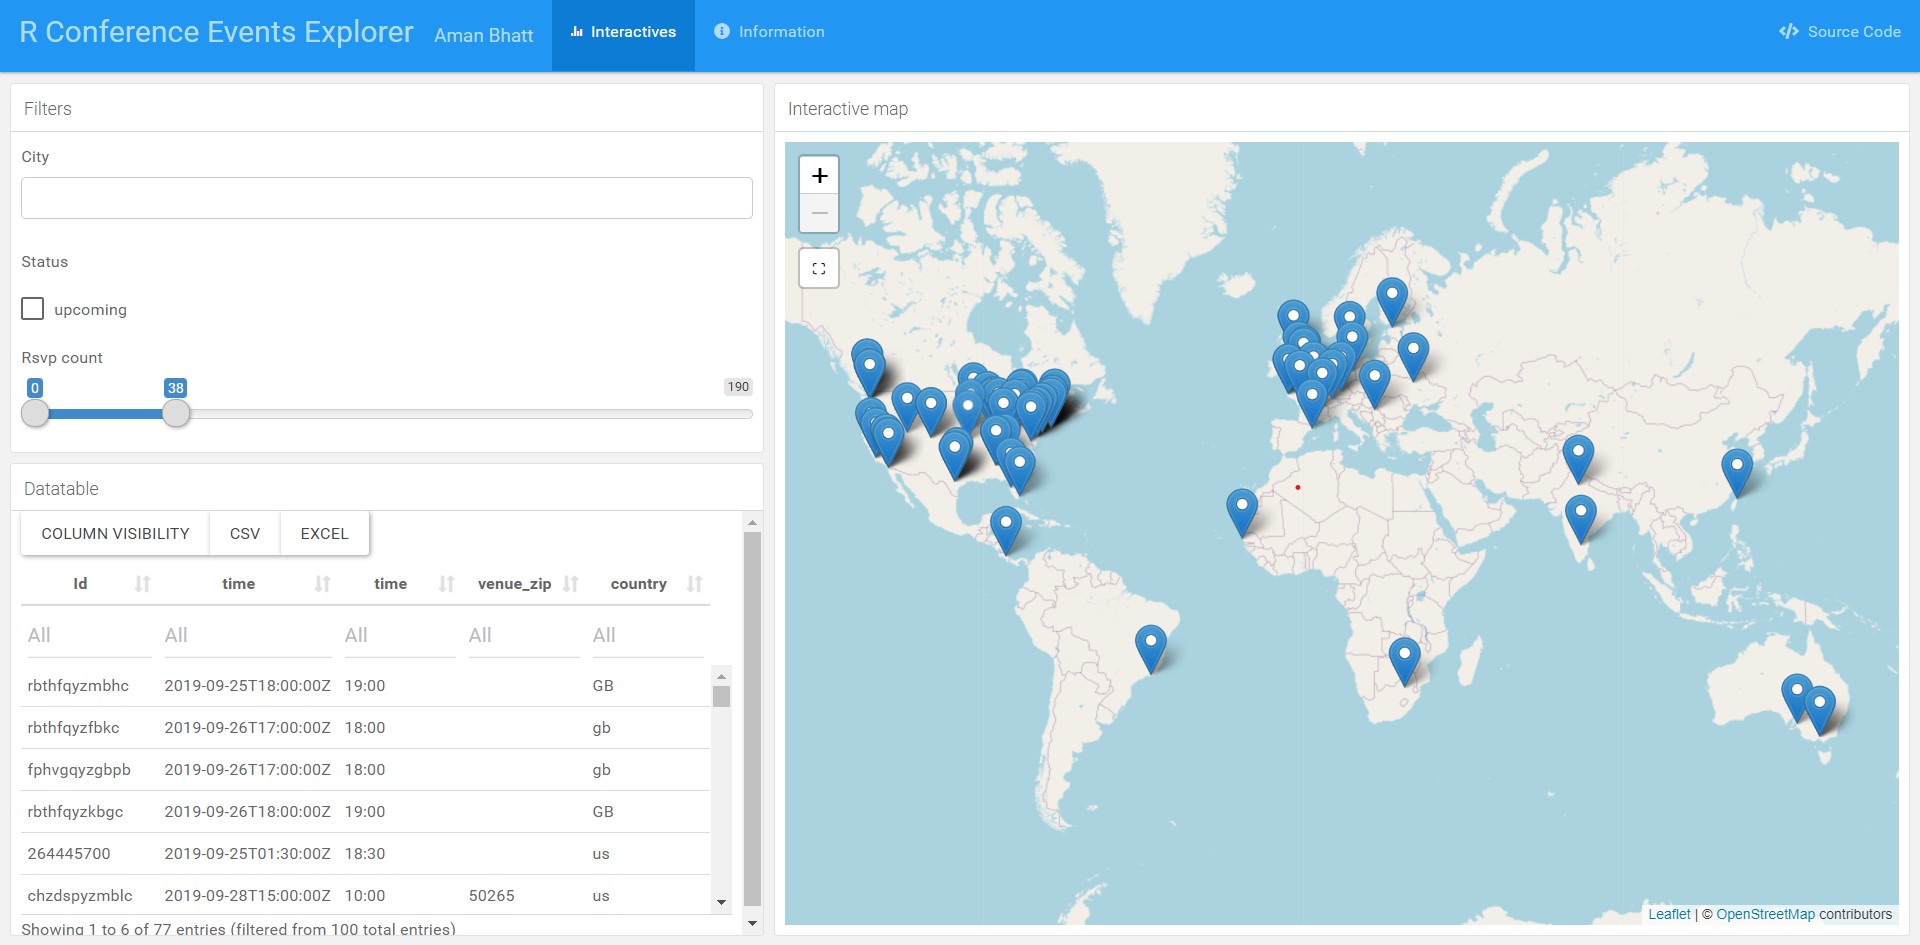 R Conference Events Explorer Aman Bhatt Interactives Information Source Code
Filters
City
Status
upcoming
Rsvp count
0 38 190
Datatable
COLUMN VISIBILITY CSV EXCEL
Id time time venue_zip country
All All All All All
rbthfqyzmbhc 2019-09-25T18:00:00Z 19:00 GB
rbthfqyzfbkc 2019-09-26T17:00:00Z 18:00 gb
fphvgqyzgbpb 2019-09-26T17:00:00Z 18:00 gb
rbthfqyzkbgc 2019-09-26T18:00:00Z 19:00 GB
264445700 2019-09-25T01:30:00Z 18:30 us
chzdspyzmblc 2019-09-28T15:00:00Z 10:00 50265 us
Showing 1 to 6 of 77 entries (filtered from 100 total entries)
Interactive map
+
−
Leaflet | © OpenStreetMap contributors